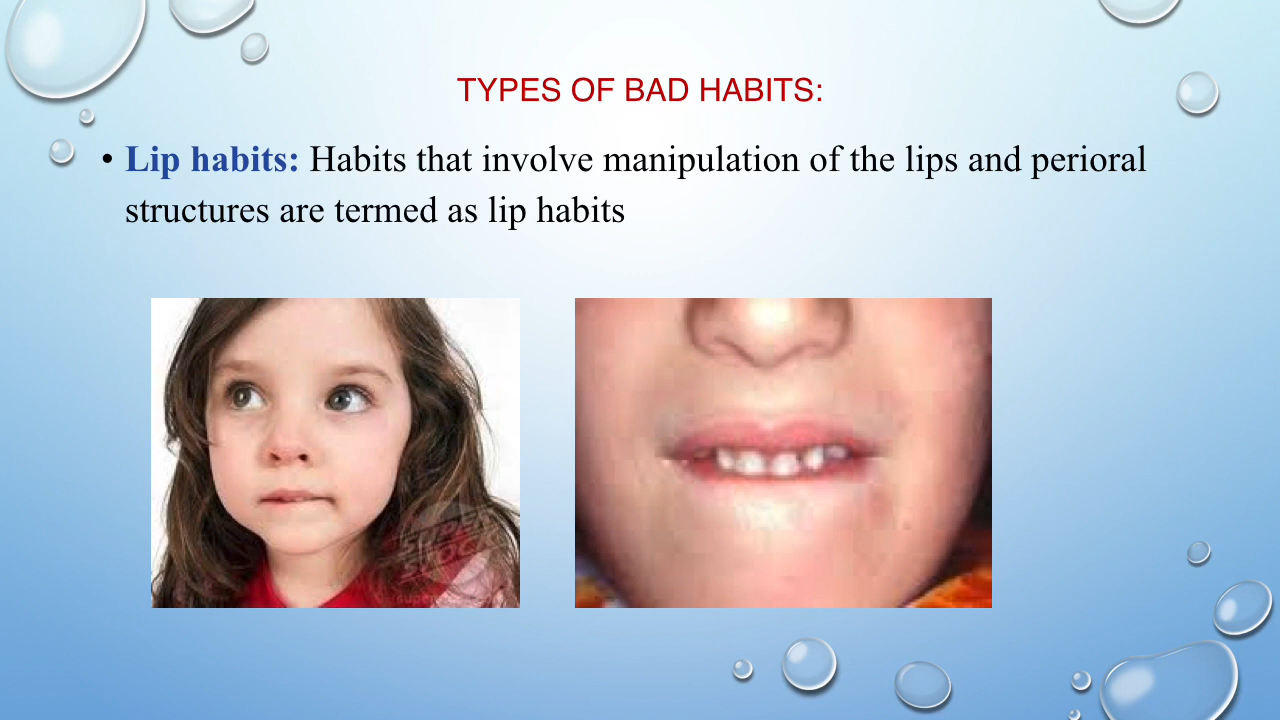 TYPES OF BAD HABITS:
• Lip habits: Habits that involve manipulation of the lips and perioral
structures are termed as lip habits